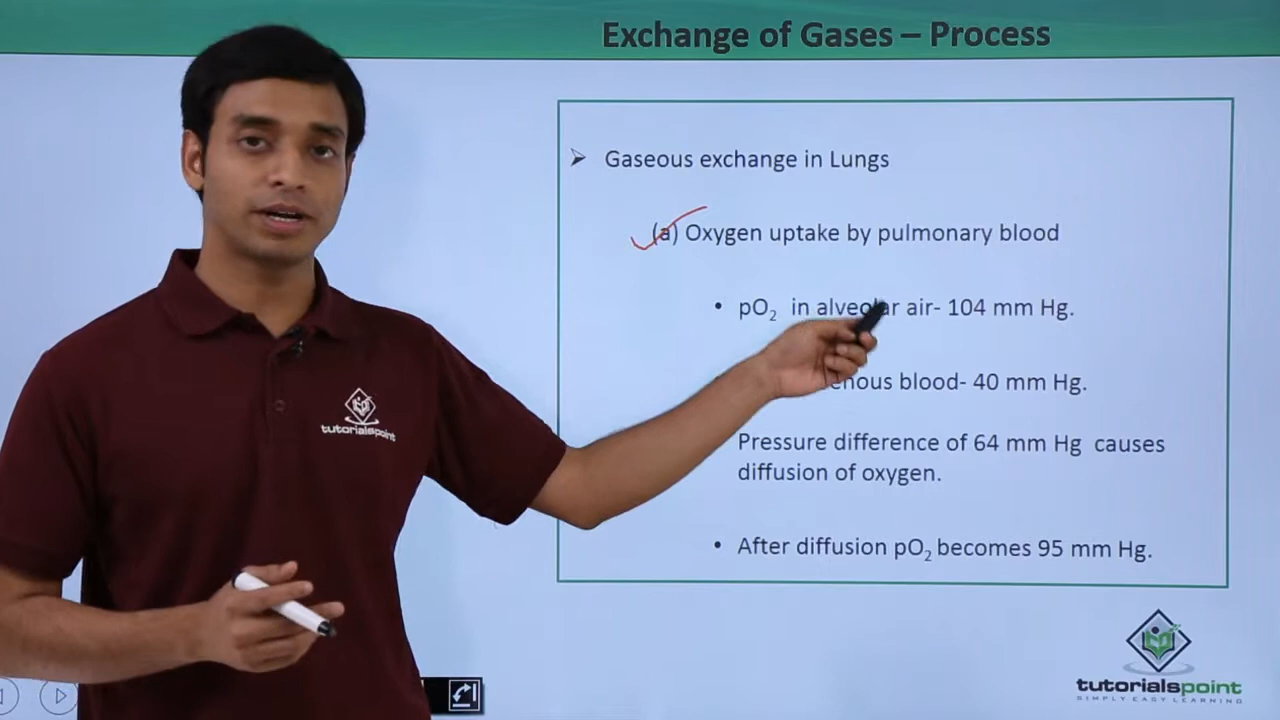 Exchange of Gases – Process
➢ Gaseous exchange in Lungs
(a) Oxygen uptake by pulmonary blood
• pO₂ in alveolar air- 104 mm Hg.
blood- 40 mm Hg.
Pressure difference of 64 mm Hg causes
diffusion of oxygen.
• After diffusion pO₂ becomes 95 mm Hg.
tutorialspoint
tutorialspoint
SIMPLY EASY LEARNING